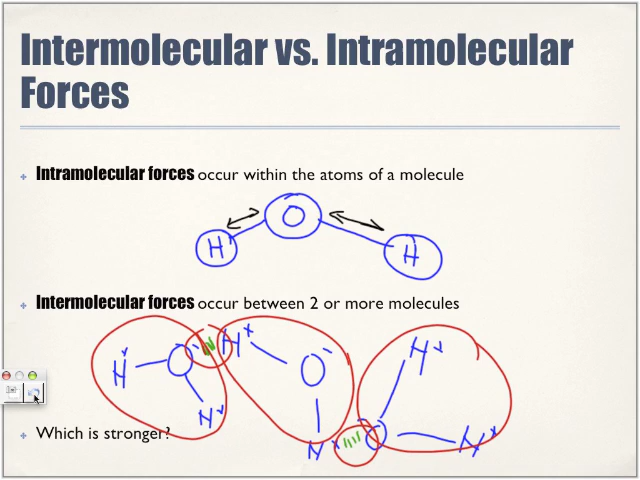 Intermolecular vs. Intramolecular
Forces
Intramolecular forces occur within the atoms of a molecule
O
H
H
Intermolecular forces occur between 2 or more molecules
H O H O H
H
H O H
Which is stronger?